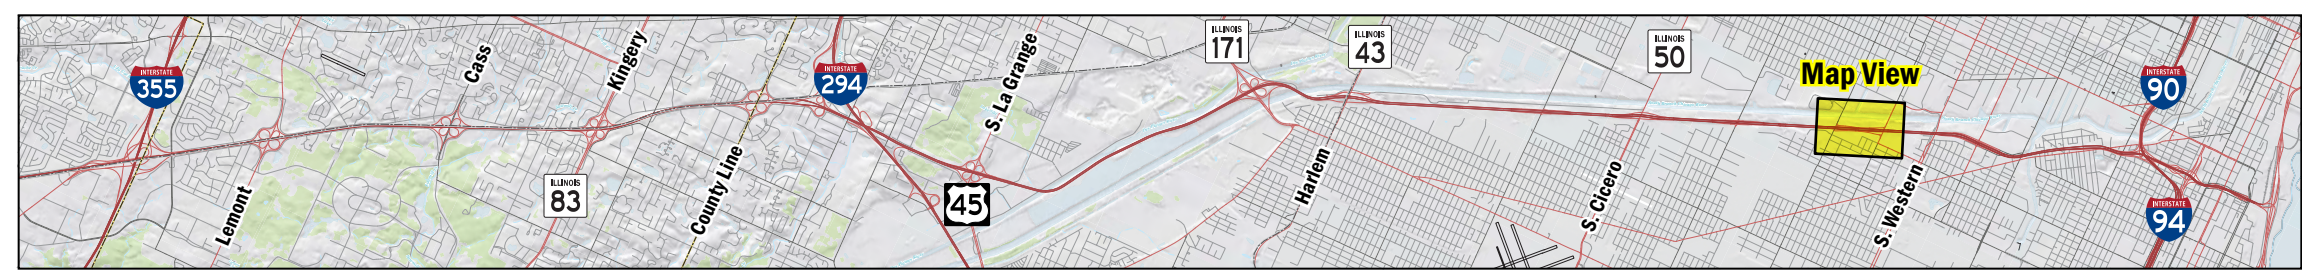 INTERSTATE
355
Lemont
Cass
ILLINOIS
83
Kingery
County Line
INTERSTATE
294
45
S. La Grange
ILLINOIS
171
Harlem
ILLINOIS
43
S. Cicero
ILLINOIS
50
Map View
S. Western
INTERSTATE
90
INTERSTATE
94